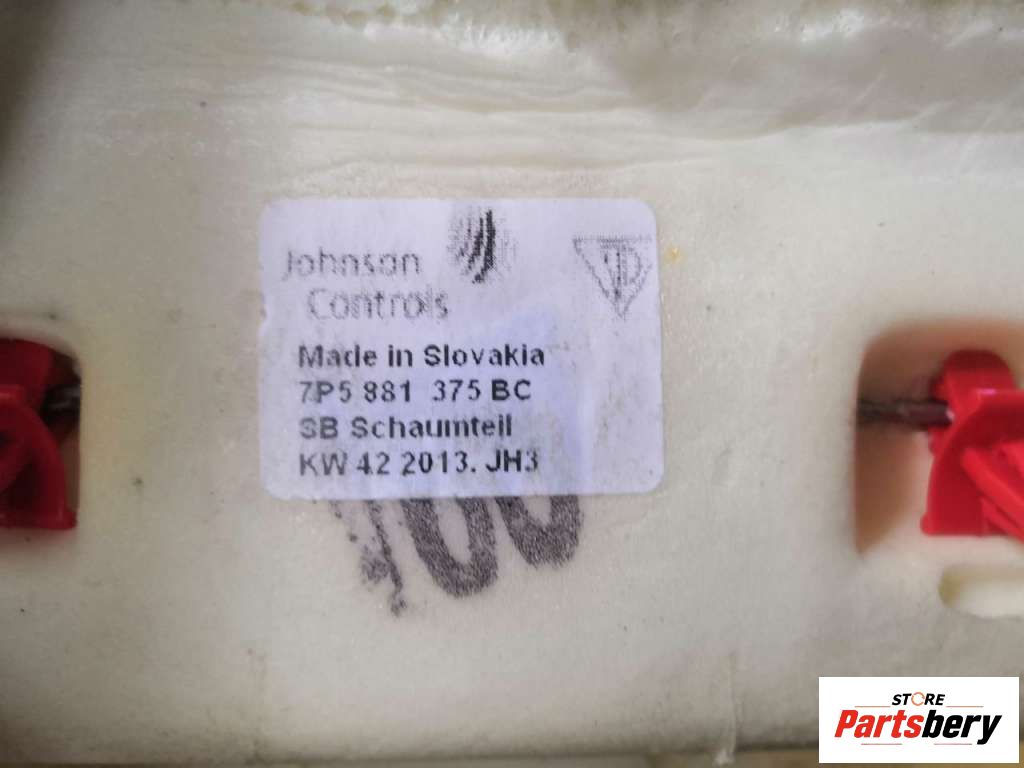 Johnson
Controls
Made in Slovakia
7P5 881 375 BC
SB Schaumteil
KW 42 2013. JH3
STORE
Partsbery